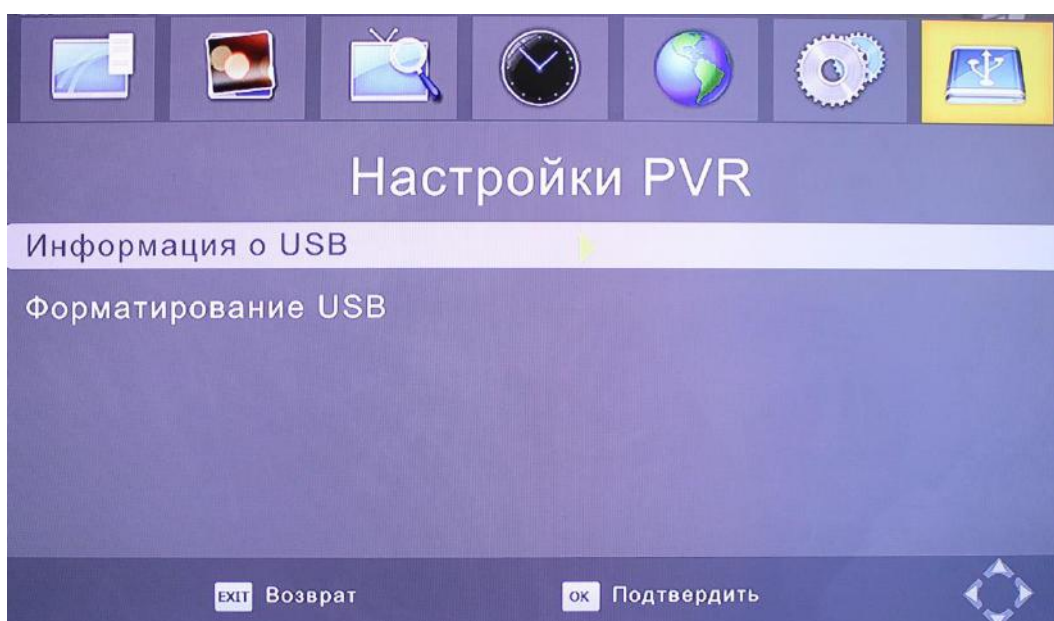 Настройки PVR
Информация о USB
Форматирование USB
EXIT Возврат
OK Подтвердить